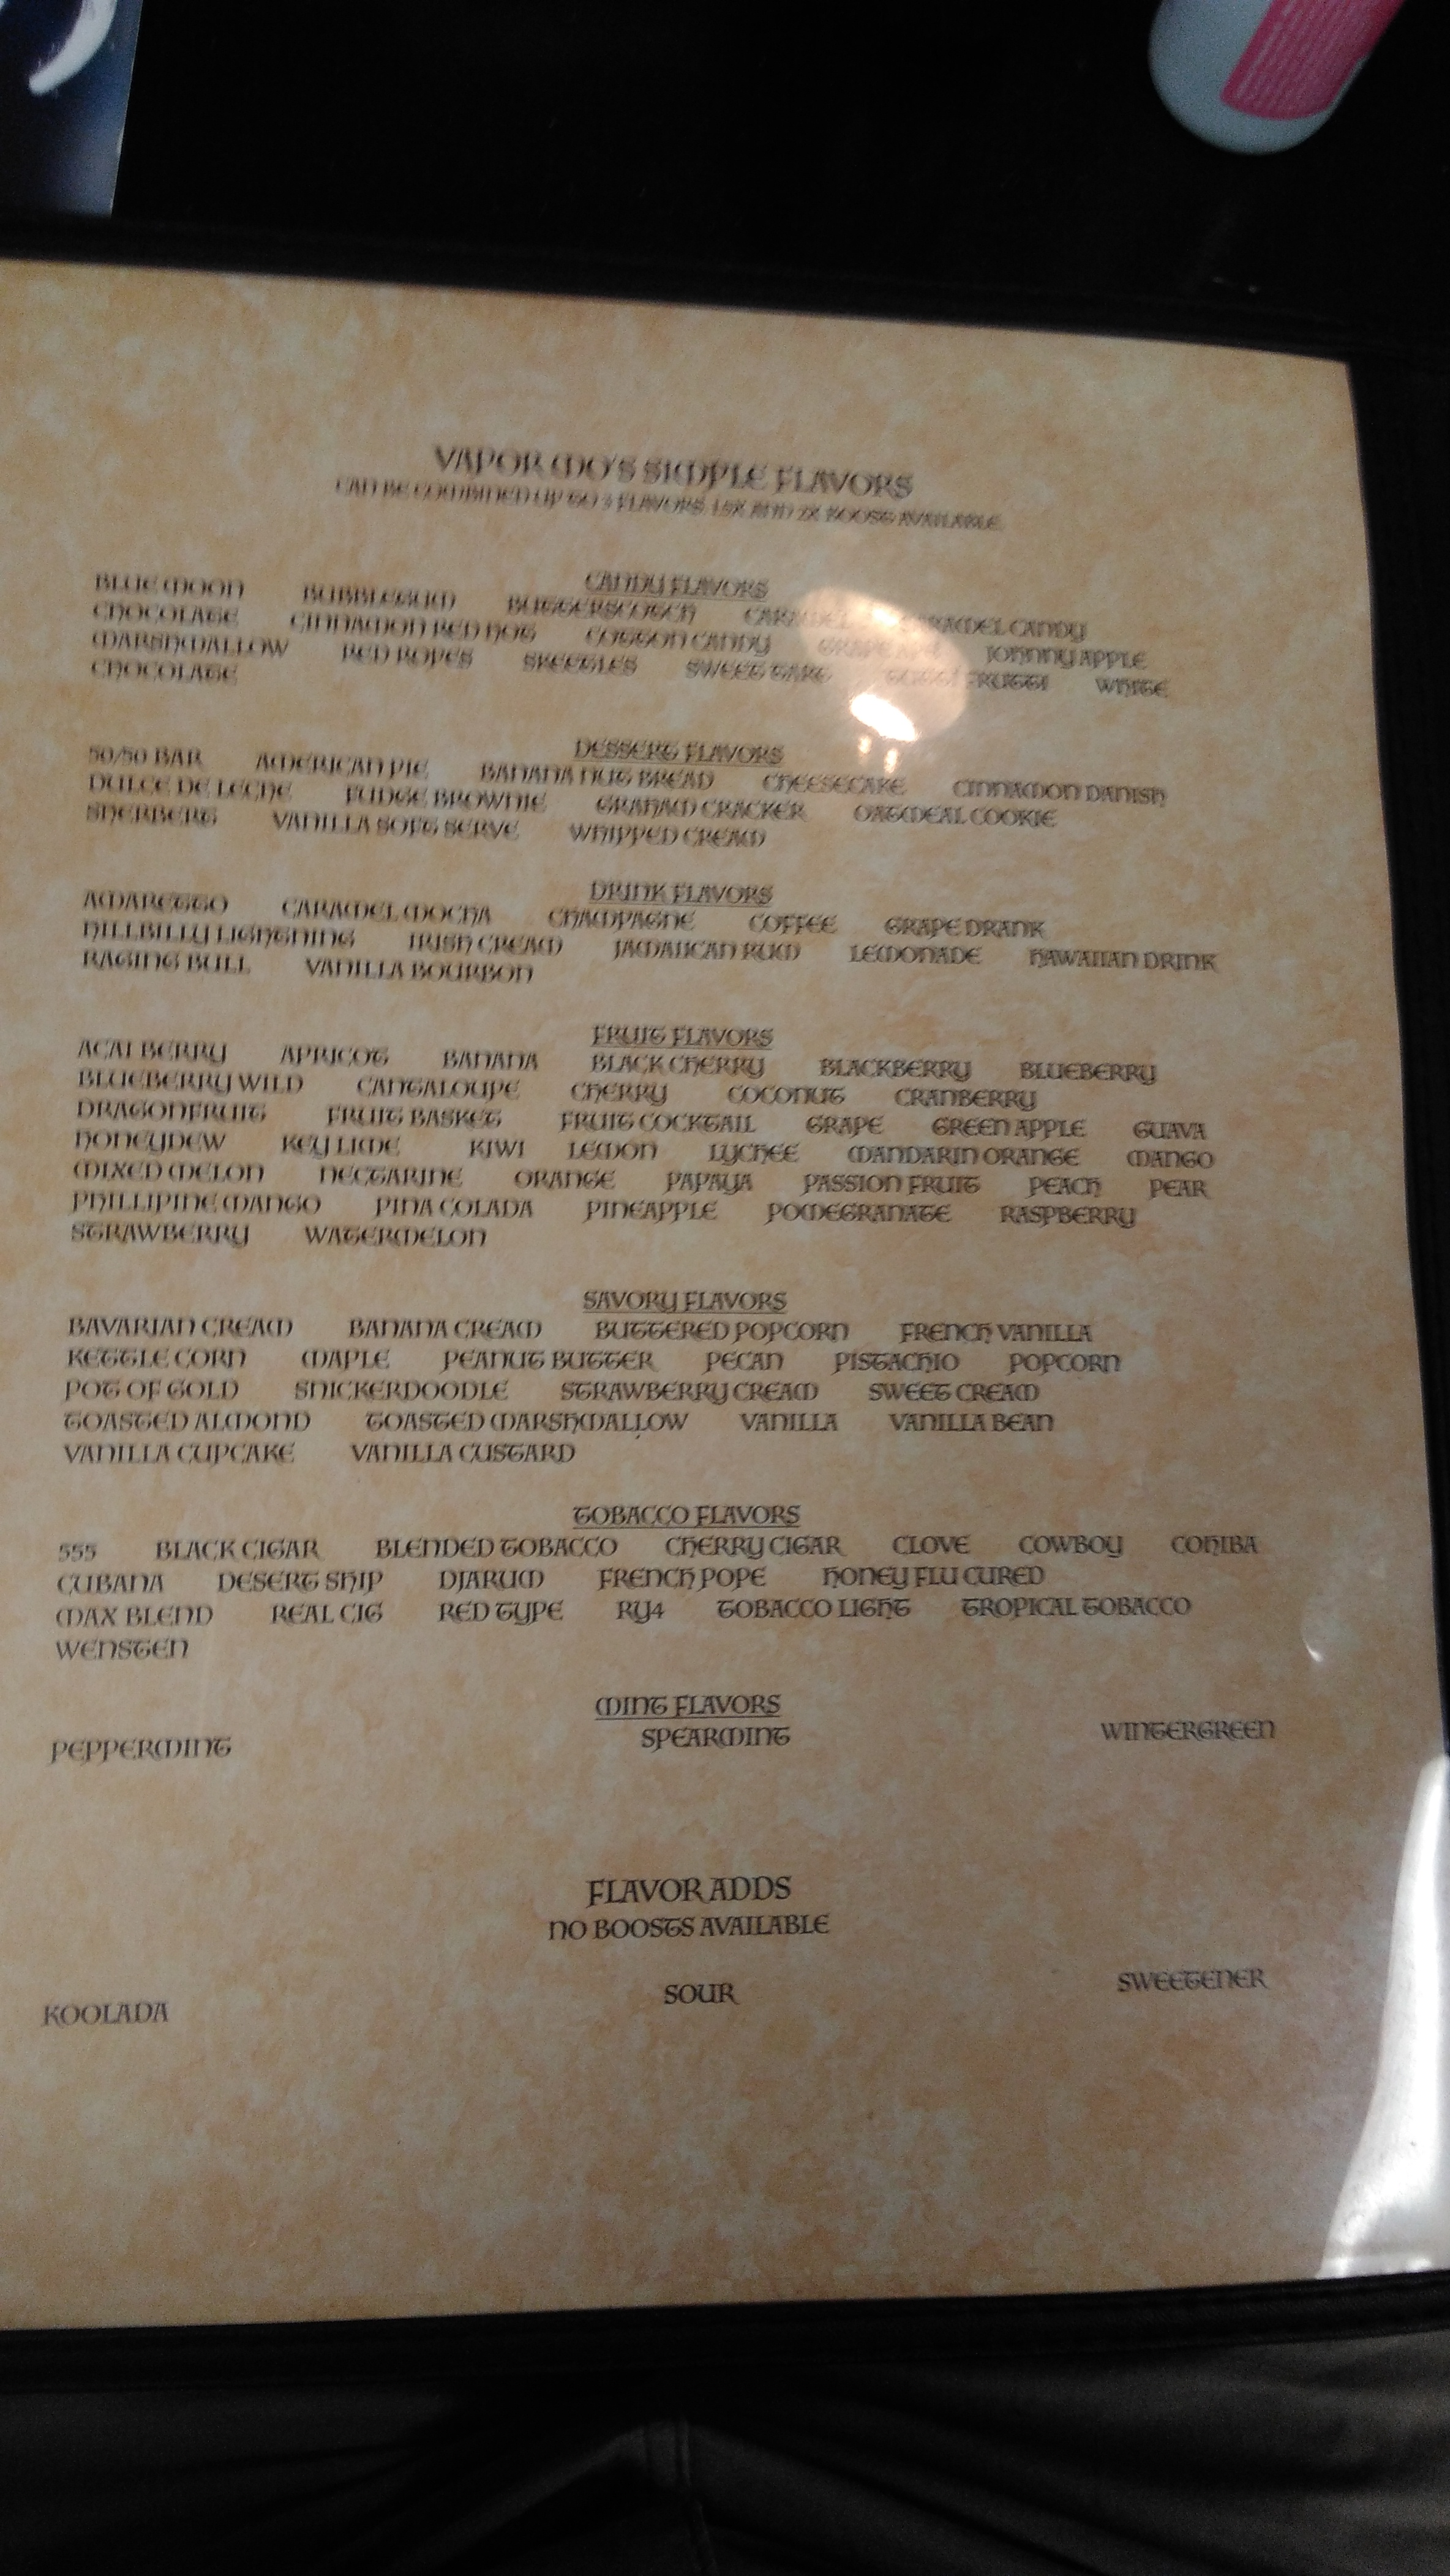 VAPOR MO'S SIMPLE FLAVORS
CAN BE COMBINED UP TO 3 FLAVORS. 1.5X AND 2X BOOST AVAILABLE
CANDY FLAVORS
BLUE MOON BUBBLEGUM BUTTERSCOTCH CARAMEL CARAMEL CANDY
CHOCOLATE CINNAMON RED HOT COTTON CANDY GRAPE JOHNNY APPLE
MARSHMALLOW RED ROPES SKEETLES SWEET TART TUTTI FRUTTI WHITE
CHOCOLATE
DESSERT FLAVORS
50/50 BAR AMERICAN PIE BANANA NUT BREAD CHEESECAKE CINNAMON DANISH
DULCE DE LECHE FUDGE BROWNIE GRAHAM CRACKER OATMEAL COOKIE
SHERBERT VANILLA SOFT SERVE WHIPPED CREAM
DRINK FLAVORS
AMARETTO CARAMEL MOCHA CHAMPAGNE COFFEE GRAPE DRANK
HILLBILLY LIGHTNING IRISH CREAM JAMAICAN RUM LEMONADE HAWAIIAN DRINK
RAGING BULL VANILLA BOURBON
FRUIT FLAVORS
ACAI BERRY APRICOT BANANA BLACK CHERRY BLACKBERRY BLUEBERRY
BLUEBERRY WILD CANTALOUPE CHERRY COCONUT CRANBERRY
DRAGONFRUIT FRUIT BASKET FRUIT COCKTAIL GRAPE GREEN APPLE GUAVA
HONEYDEW KEY LIME KIWI LEMON LYCHEE MANDARIN ORANGE MANGO
MIXED MELON NECTARINE ORANGE PAPAYA PASSION FRUIT PEACH PEAR
PHILLIPINE MANGO PINA COLADA PINEAPPLE POMEGRANATE RASPBERRY
STRAWBERRY WATERMELON
SAVORY FLAVORS
BAVARIAN CREAM BANANA CREAM BUTTERED POPCORN FRENCH VANILLA
KETTLE CORN MAPLE PEANUT BUTTER PECAN PISTACHIO POPCORN
POT OF GOLD SNICKERDOODLE STRAWBERRY CREAM SWEET CREAM
TOASTED ALMOND TOASTED MARSHMALLOW VANILLA VANILLA BEAN
VANILLA CUPCAKE VANILLA CUSTARD
TOBACCO FLAVORS
555 BLACK CIGAR BLENDED TOBACCO CHERRY CIGAR CLOVE COWBOY COHIBA
CUBANA DESERT SHIP DJARUM FRENCH POPE HONEY FLU CURED
MAX BLEND REAL CIG RED TYPE RY4 TOBACCO LIGHT TROPICAL TOBACCO
WENSTEN
MINT FLAVORS
PEPPERMINT SPEARMINT WINTERGREEN
FLAVOR ADDS
NO BOOSTS AVAILABLE
KOOLADA SOUR SWEETENER